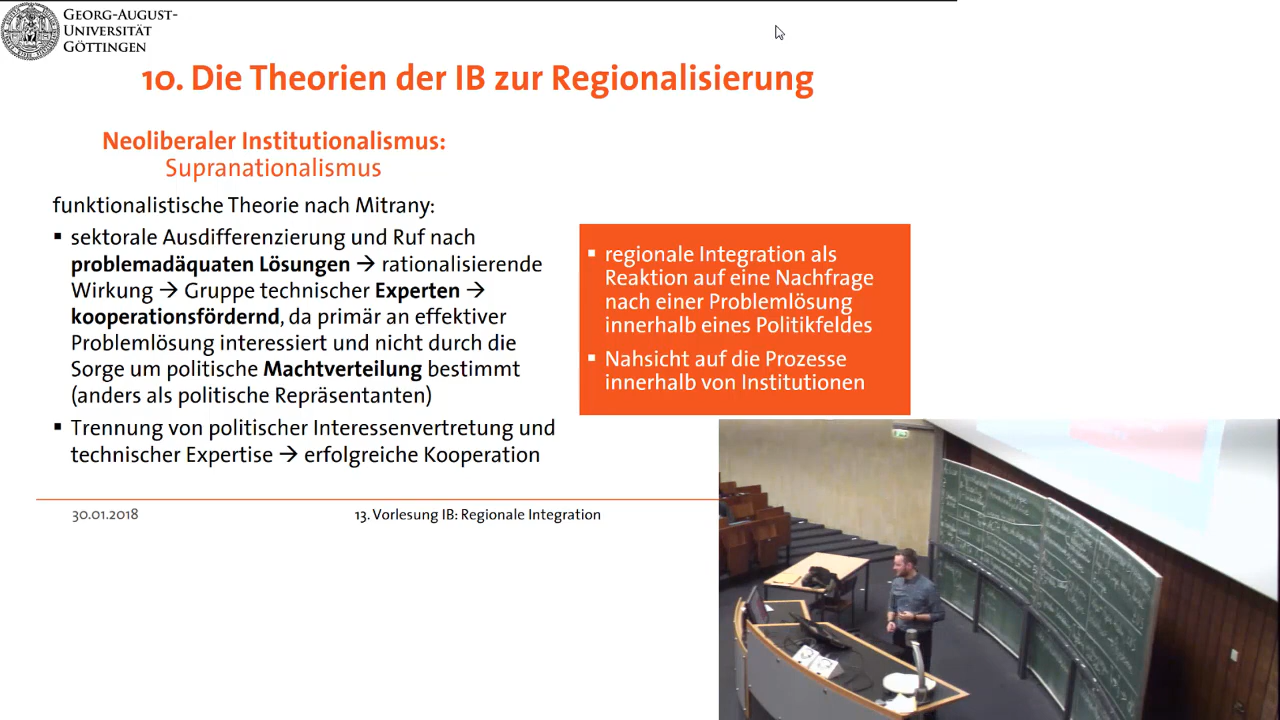 GEORG-AUGUST-
UNIVERSITÄT
GÖTTINGEN
10. Die Theorien der IB zur Regionalisierung
Neoliberaler Institutionalismus:
Supranationalismus
funktionalistische Theorie nach Mitrany:
▪ sektorale Ausdifferenzierung und Ruf nach
problemadäquaten Lösungen → rationalisierende
Wirkung → Gruppe technischer Experten →
kooperationsfördernd, da primär an effektiver
Problemlösung interessiert und nicht durch die
Sorge um politische Machtverteilung bestimmt
(anders als politische Repräsentanten)
▪ Trennung von politischer Interessenvertretung und
technischer Expertise → erfolgreiche Kooperation
▪ regionale Integration als
Reaktion auf eine Nachfrage
nach einer Problemlösung
innerhalb eines Politikfeldes
▪ Nahsicht auf die Prozesse
innerhalb von Institutionen
30.01.2018
13. Vorlesung IB: Regionale Integration